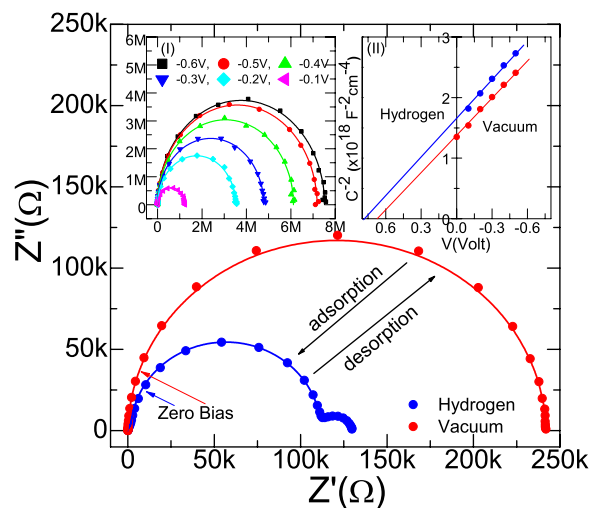 (I)
-0.6V, -0.5V, -0.4V
-0.3V, -0.2V, -0.1V
6M
5M
4M
3M
2M
1M
0
0 2M 4M 6M 8M
(II)
C⁻² (x10¹⁸ F⁻²cm⁻⁴)
3
2
1
0
Hydrogen
Vacuum
0.6 0.3 0.0 -0.3 -0.6
V(Volt)
Z''(Ω)
250k
200k
150k
100k
50k
0
adsorption
desorption
Zero Bias
Hydrogen
Vacuum
0 50k 100k 150k 200k 250k
Z'(Ω)